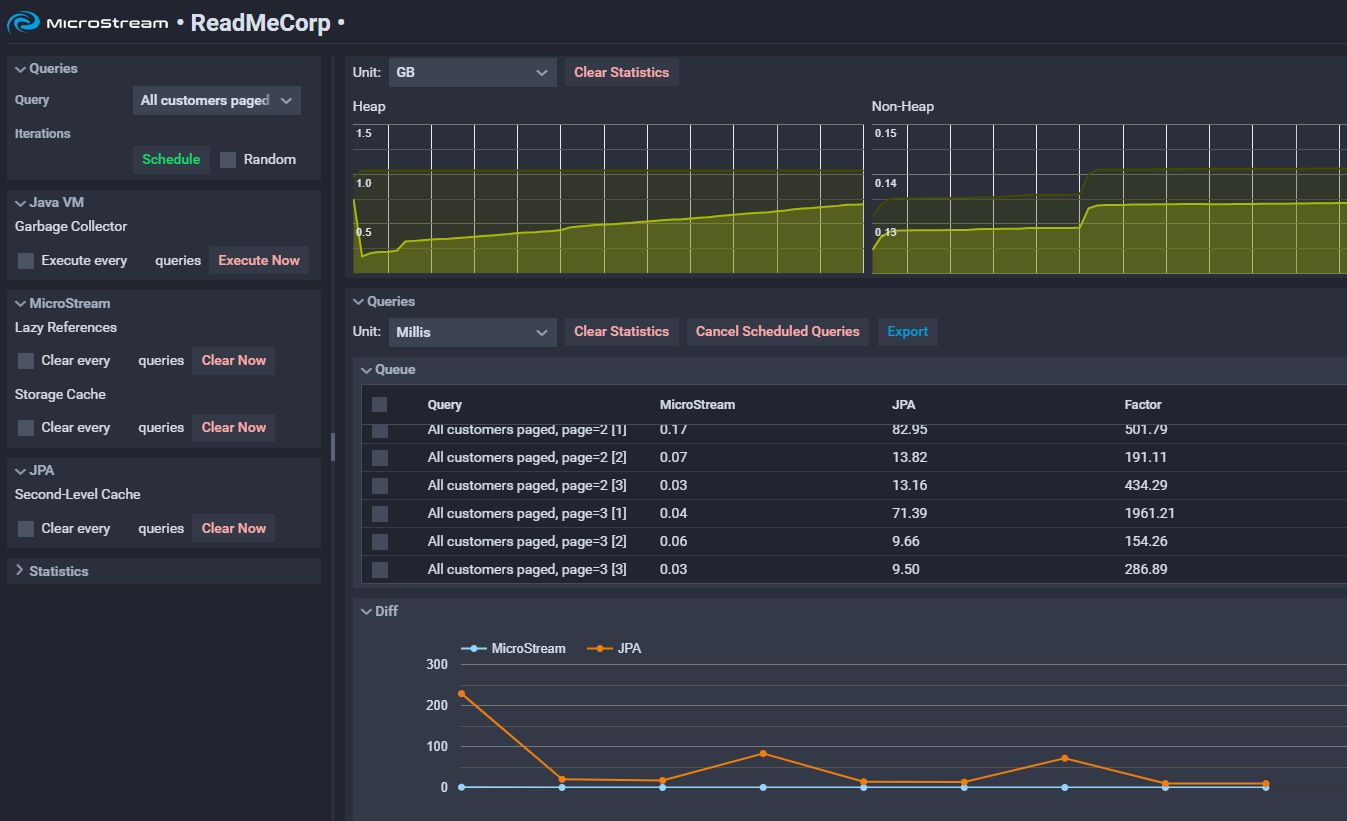 MicroStream • ReadMeCorp •
Queries
Query All customers paged
Iterations
Schedule Random
Java VM
Garbage Collector
Execute every queries Execute Now
MicroStream
Lazy References
Clear every queries Clear Now
Storage Cache
Clear every queries Clear Now
JPA
Second-Level Cache
Clear every queries Clear Now
Statistics
Unit: GB Clear Statistics
Heap
1.5
1.0
0.5
Non-Heap
0.15
0.14
0.13
Queries
Unit: Millis Clear Statistics Cancel Scheduled Queries Export
Queue
Query MicroStream JPA Factor
All customers paged, page=2 [1] 0.17 82.95 501.79
All customers paged, page=2 [2] 0.07 13.82 191.11
All customers paged, page=2 [3] 0.03 13.16 434.29
All customers paged, page=3 [1] 0.04 71.39 1961.21
All customers paged, page=3 [2] 0.06 9.66 154.26
All customers paged, page=3 [3] 0.03 9.50 286.89
Diff
MicroStream JPA
300
200
100
0